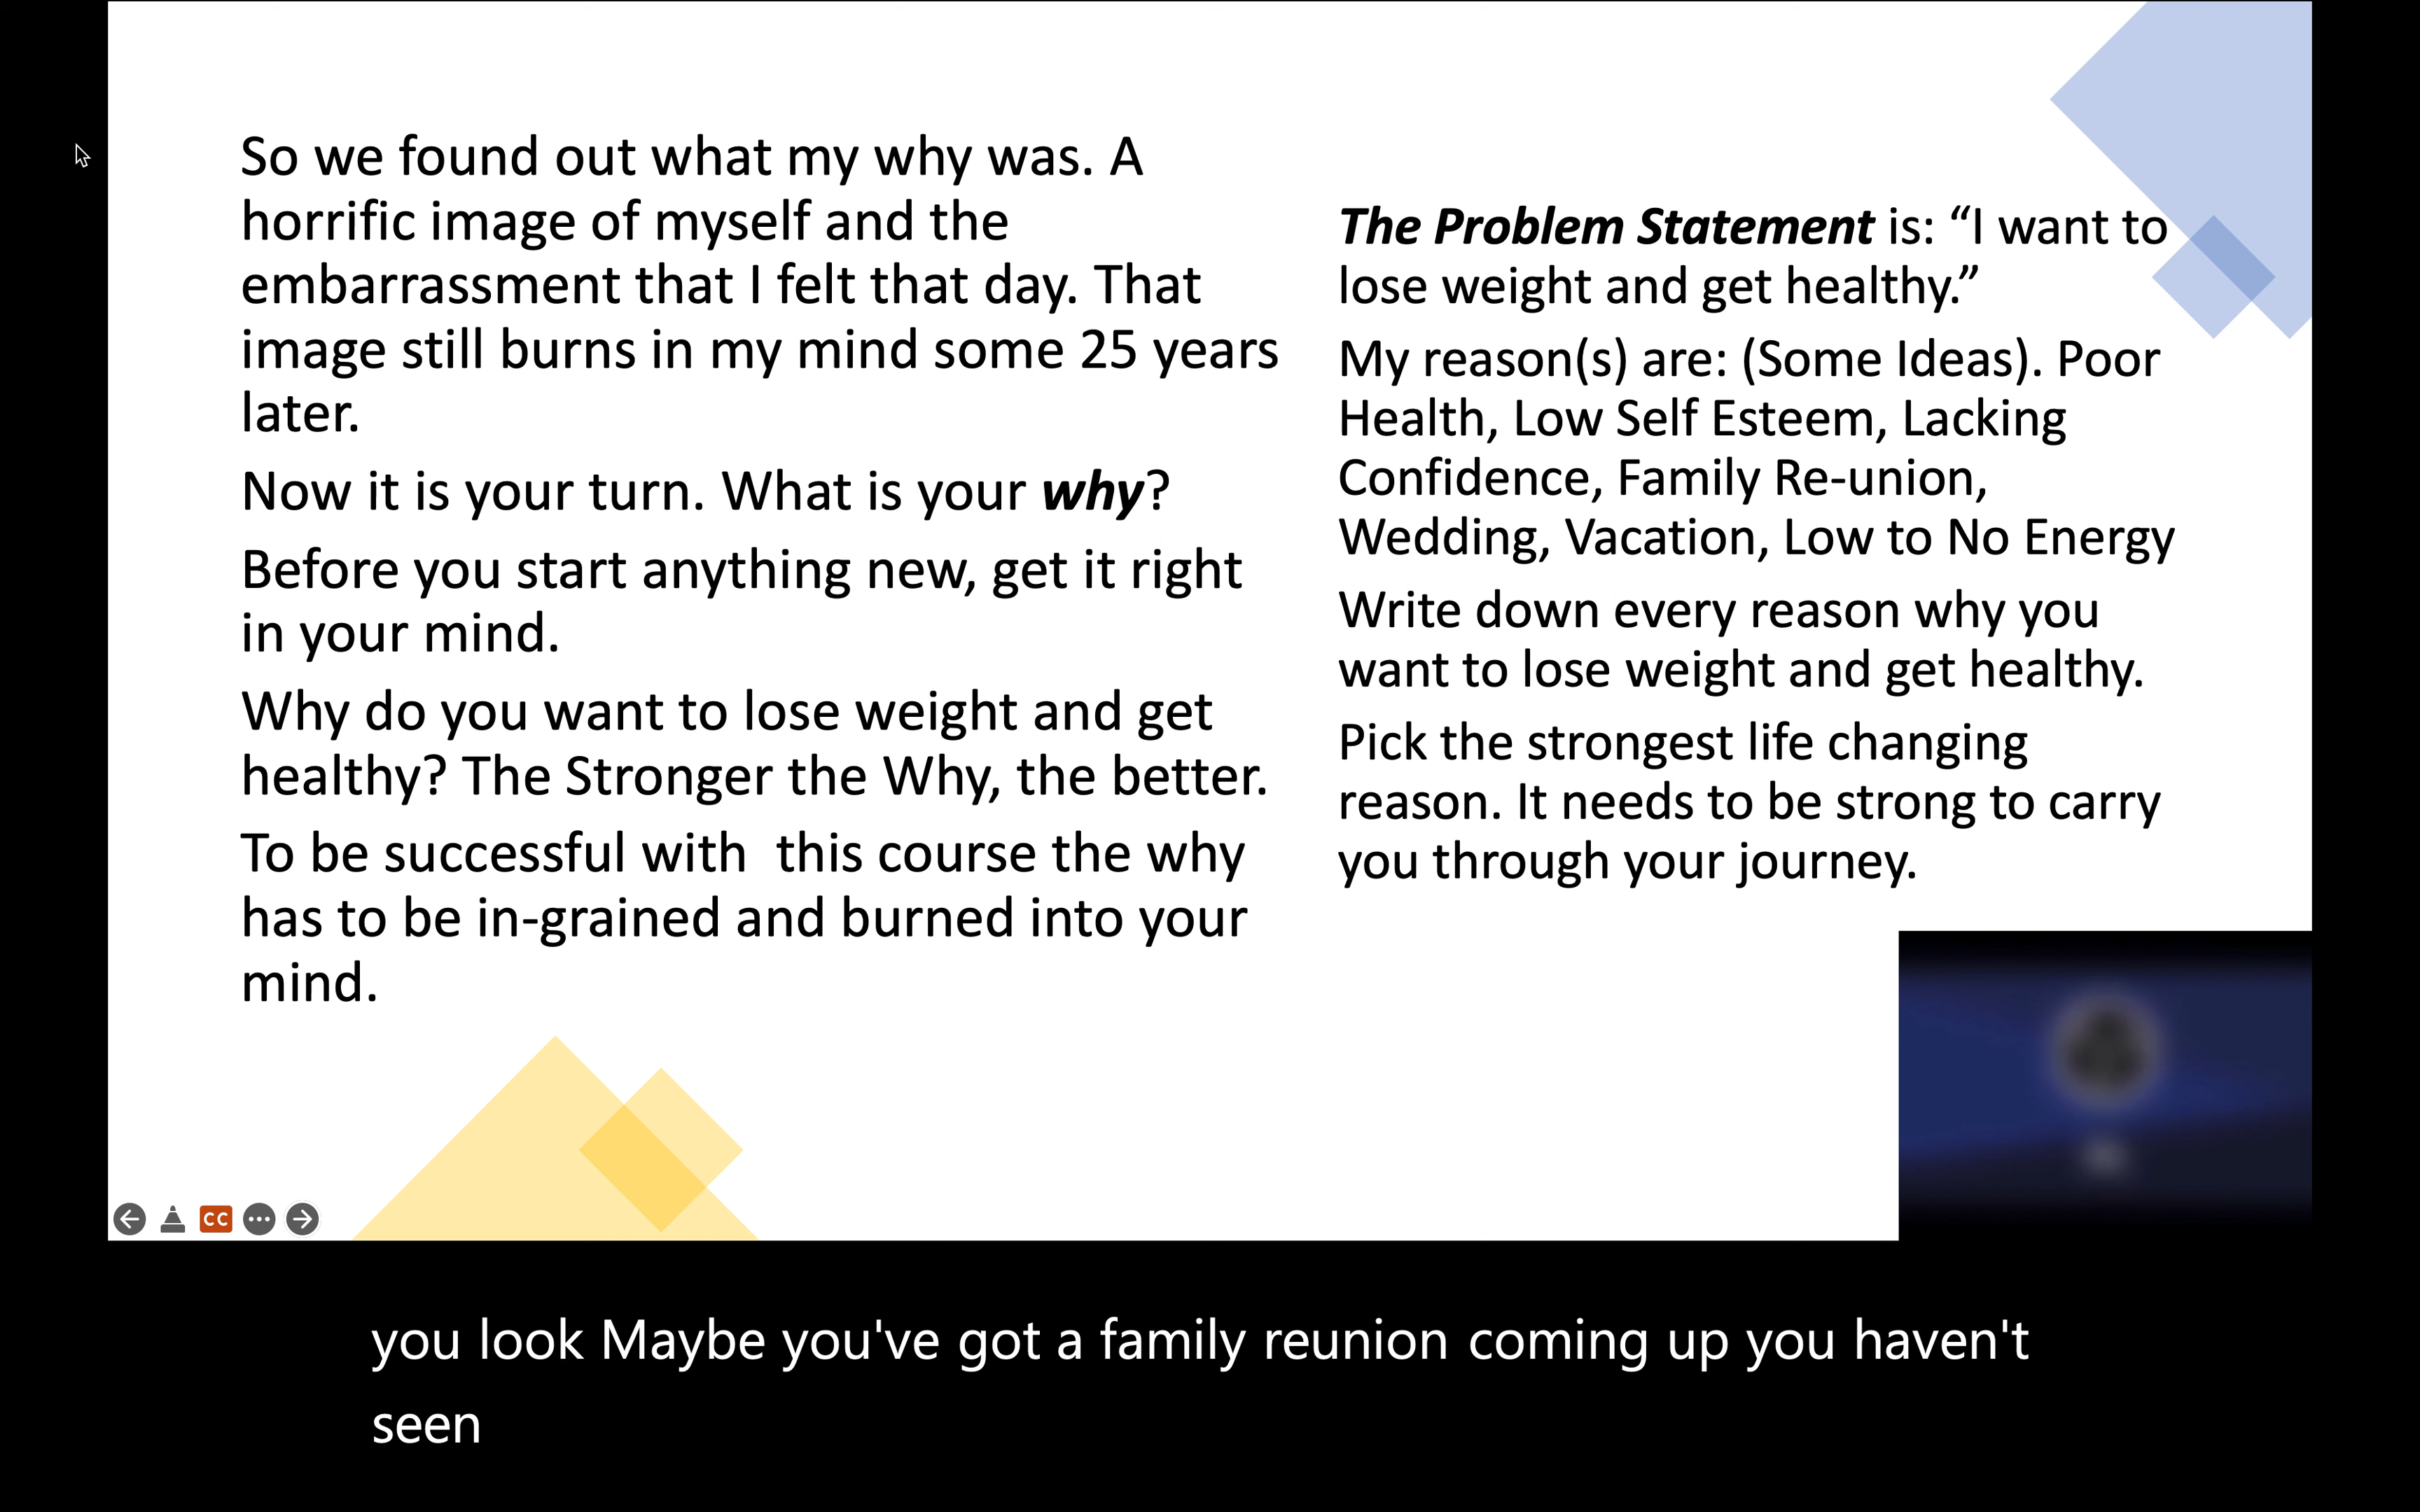 So we found out what my why was. A
horrific image of myself and the
embarrassment that I felt that day. That
image still burns in my mind some 25 years
later.
Now it is your turn. What is your why?
Before you start anything new, get it right
in your mind.
Why do you want to lose weight and get
healthy? The Stronger the Why, the better.
To be successful with  this course the why
has to be in-grained and burned into your
mind.
The Problem Statement is: “I want to
lose weight and get healthy.”
My reason(s) are: (Some Ideas). Poor
Health, Low Self Esteem, Lacking
Confidence, Family Re-union,
Wedding, Vacation, Low to No Energy
Write down every reason why you
want to lose weight and get healthy.
Pick the strongest life changing
reason. It needs to be strong to carry
you through your journey.
CC
you look Maybe you've got a family reunion coming up you haven't
seen